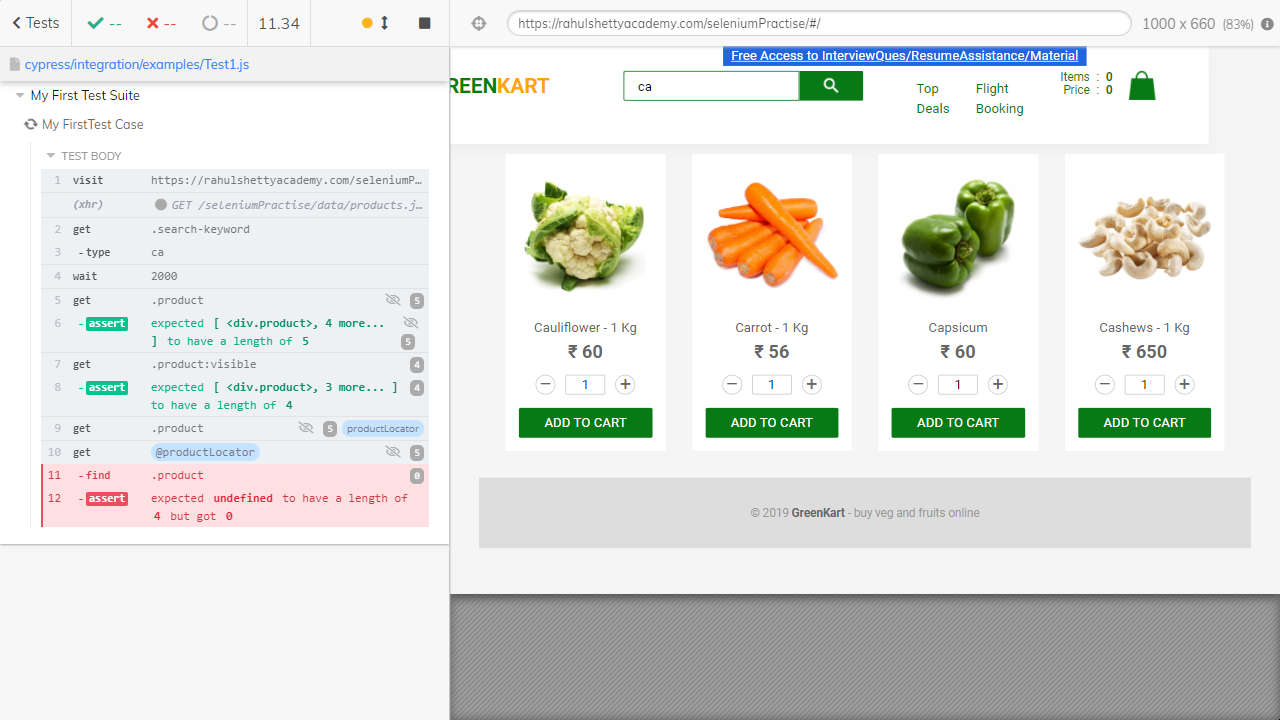 Tests
--
--
--
11.34
https://rahulshettyacademy.com/seleniumPractise/#/
1000 x 660 (83%)
cypress/integration/examples/Test1.js
My First Test Suite
My FirstTest Case
TEST BODY
1 visit https://rahulshettyacademy.com/seleniumP...
(xhr) GET /seleniumPractise/data/products.j...
2 get .search-keyword
3 -type ca
4 wait 2000
5 get .product 5
6 -assert expected [ <div.product>, 4 more...
] to have a length of 5 5
7 get .product:visible 4
8 -assert expected [ <div.product>, 3 more... ] 4
to have a length of 4
9 get .product 5 productLocator
10 get @productLocator 5
11 -find .product 0
12 -assert expected undefined to have a length of
4 but got 0
Free Access to InterviewQues/ResumeAssistance/Material
REENKART
ca
Top
Deals
Flight
Booking
Items : 0
Price : 0
Cauliflower - 1 Kg
₹ 60
− 1 +
ADD TO CART
Carrot - 1 Kg
₹ 56
− 1 +
ADD TO CART
Capsicum
₹ 60
− 1 +
ADD TO CART
Cashews - 1 Kg
₹ 650
− 1 +
ADD TO CART
© 2019 GreenKart - buy veg and fruits online